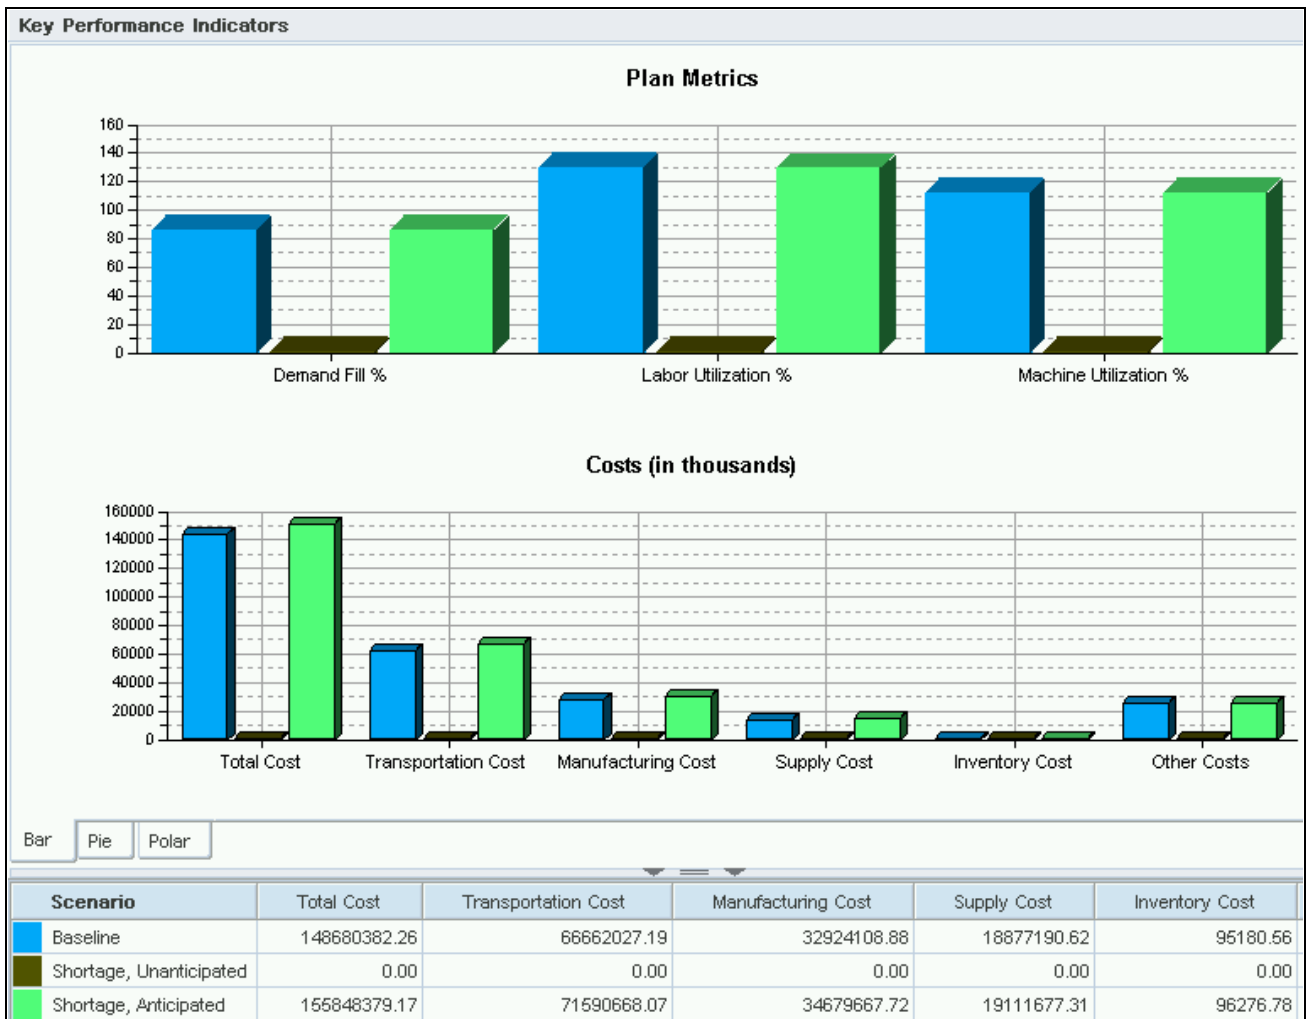 Key Performance Indicators
Plan Metrics
160
140
120
100
80
60
40
20
0
Demand Fill % Labor Utilization % Machine Utilization %
Costs (in thousands)
160000
140000
120000
100000
80000
60000
40000
20000
0
Total Cost Transportation Cost Manufacturing Cost Supply Cost Inventory Cost Other Costs
Bar Pie Polar
Scenario Total Cost Transportation Cost Manufacturing Cost Supply Cost Inventory Cost
Baseline 148680382.26 66662027.19 32924108.88 18877190.62 95180.56
Shortage, Unanticipated 0.00 0.00 0.00 0.00 0.00
Shortage, Anticipated 155848379.17 71590668.07 34679667.72 19111677.31 96276.78